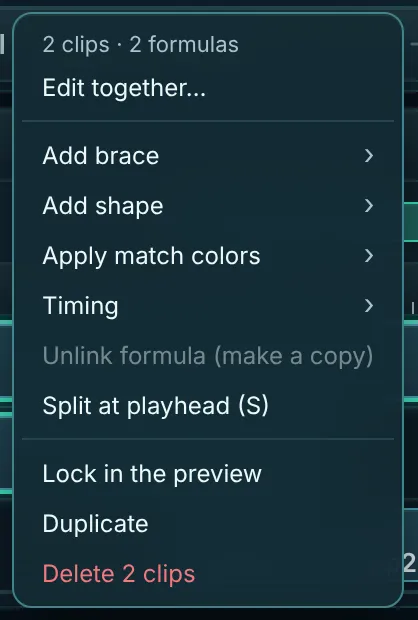 2 clips · 2 formulas
Edit together...
Add brace
Add shape
Apply match colors
Timing
Unlink formula (make a copy)
Split at playhead (S)
Lock in the preview
Duplicate
Delete 2 clips
2